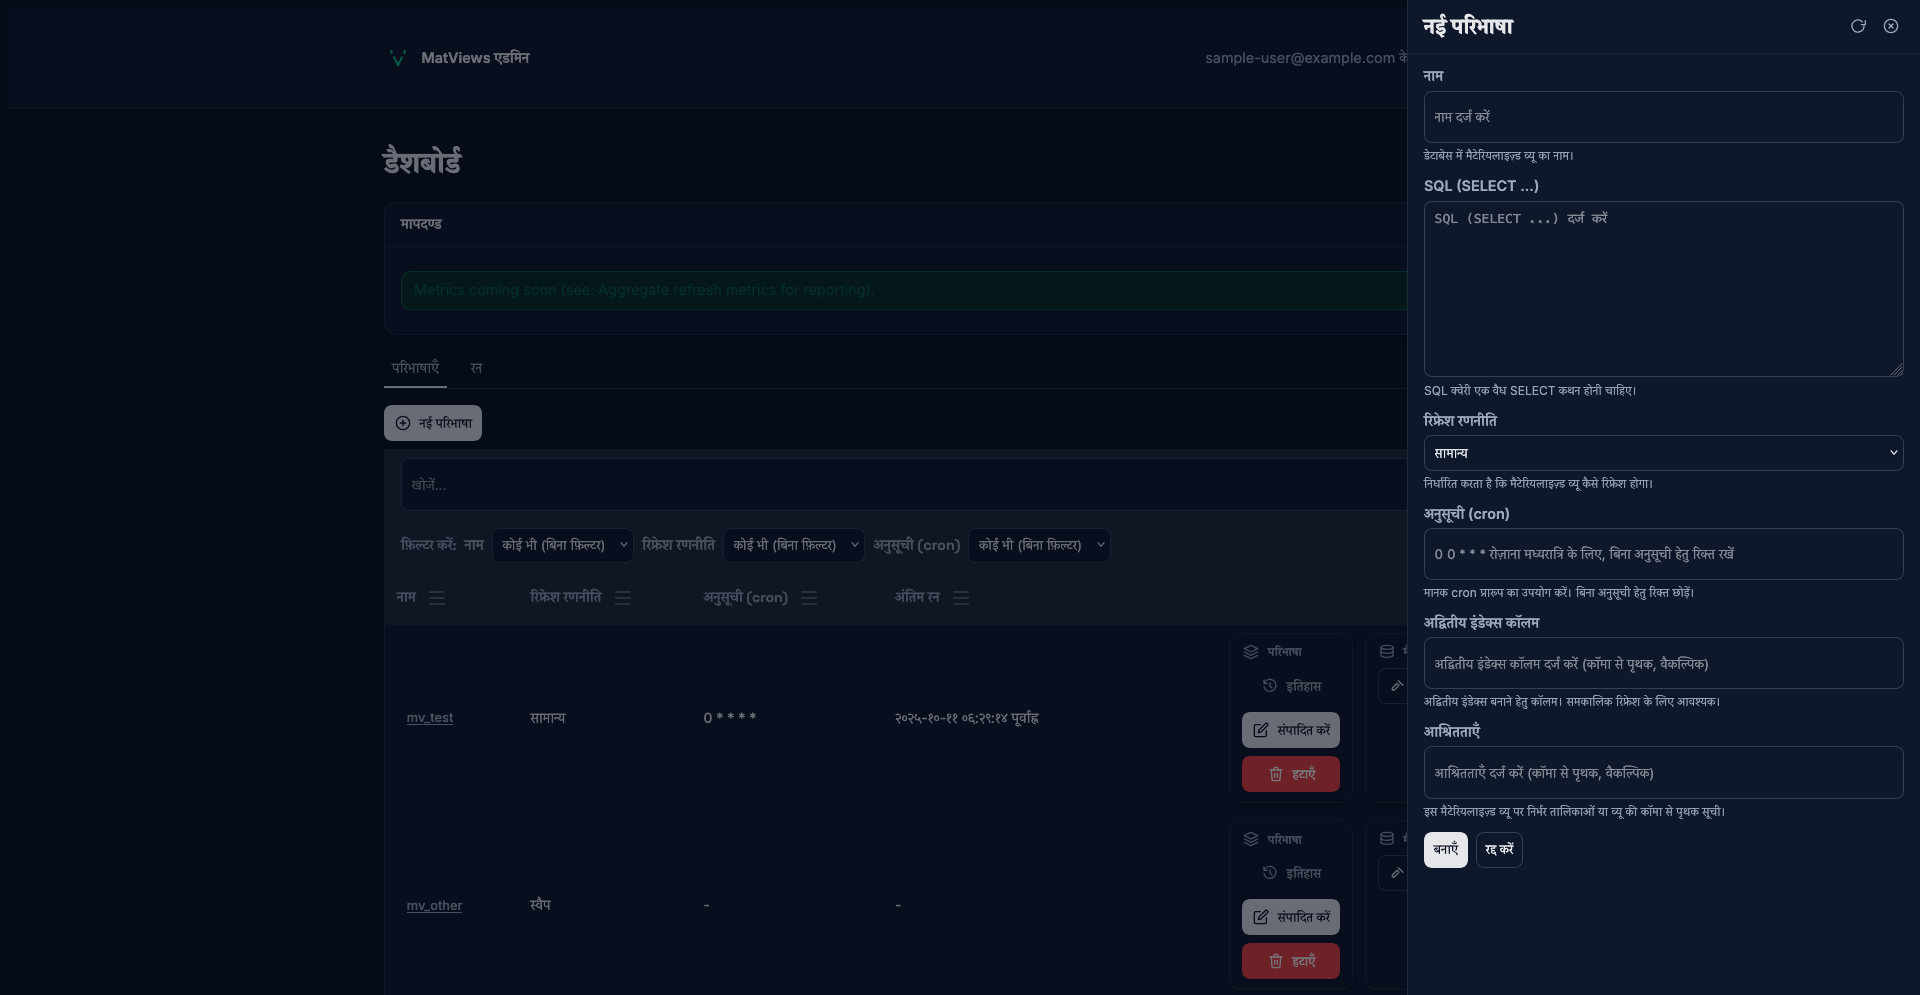 MatViews एडमिन
sample-user@example.com के
डैशबोर्ड
मापदण्ड
Metrics coming soon (see: Aggregate refresh metrics for reporting).
परिभाषाएँ रन
नई परिभाषा
खोजें...
फ़िल्टर करें: नाम कोई भी (बिना फ़िल्टर) रिफ्रेश रणनीति कोई भी (बिना फ़िल्टर) अनुसूची (cron) कोई भी (बिना फ़िल्टर)
नाम रिफ्रेश रणनीति अनुसूची (cron) अंतिम रन
परिभाषा
इतिहास
mv_test सामान्य 0 * * * * २०२५-१०-११ ०६:२९:१४ पूर्वाह्न
संपादित करें
हटाएँ
परिभाषा
इतिहास
mv_other स्वैप - -
संपादित करें
हटाएँ
नई परिभाषा
नाम
नाम दर्ज करें
डेटाबेस में मैटेरियलाइज़्ड व्यू का नाम।
SQL (SELECT ...)
SQL (SELECT ...) दर्ज करें
SQL क्वेरी एक वैध SELECT कथन होनी चाहिए।
रिफ्रेश रणनीति
सामान्य
निर्धारित करता है कि मैटेरियलाइज़्ड व्यू कैसे रिफ्रेश होगा।
अनुसूची (cron)
0 0 * * * रोज़ाना मध्यरात्रि के लिए, बिना अनुसूची हेतु रिक्त रखें
मानक cron प्रारूप का उपयोग करें। बिना अनुसूची हेतु रिक्त छोड़ें।
अद्वितीय इंडेक्स कॉलम
अद्वितीय इंडेक्स कॉलम दर्ज करें (कॉमा से पृथक, वैकल्पिक)
अद्वितीय इंडेक्स बनाने हेतु कॉलम। समकालिक रिफ्रेश के लिए आवश्यक।
आश्रितताएँ
आश्रितताएँ दर्ज करें (कॉमा से पृथक, वैकल्पिक)
इस मैटेरियलाइज़्ड व्यू पर निर्भर तालिकाओं या व्यू की कॉमा से पृथक सूची।
बनाएँ रद्द करें